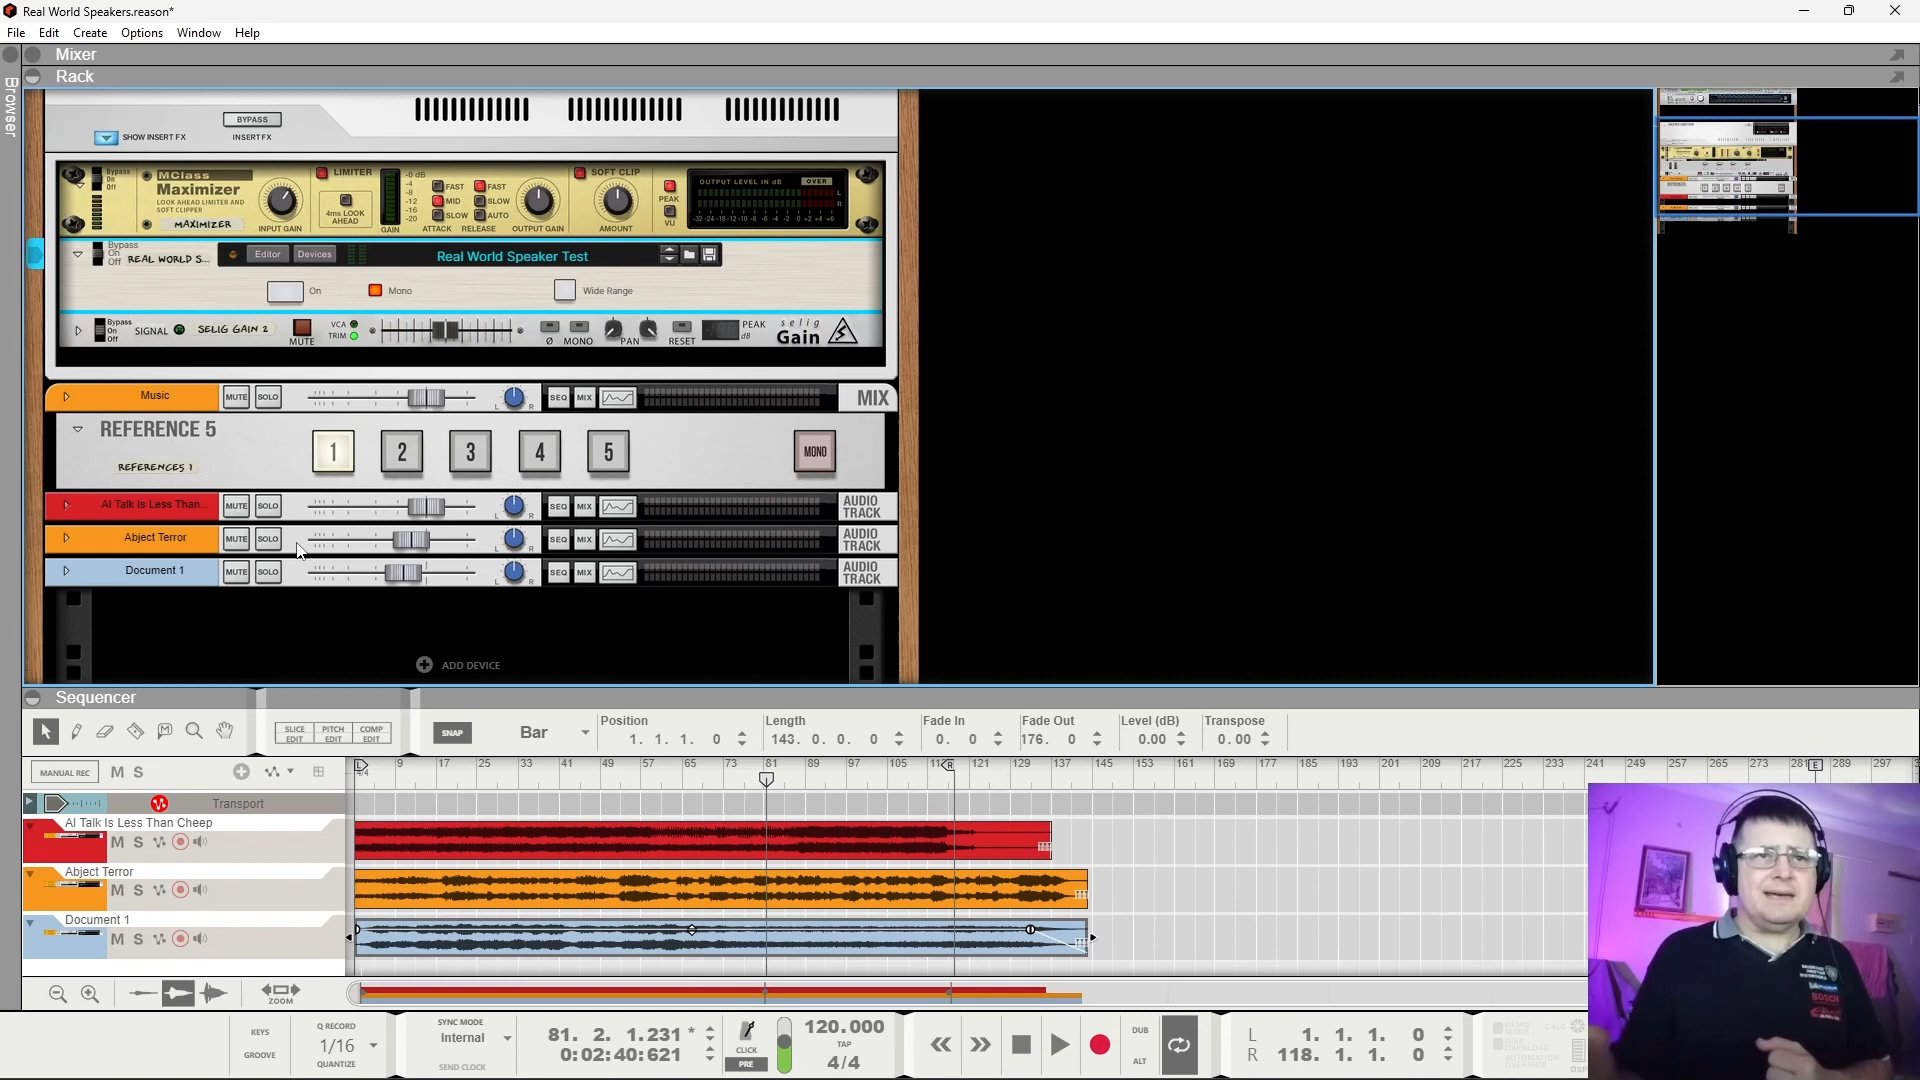 Real World Speakers.reason*
File Edit Create Options Window Help
Browser
Mixer
Rack
SHOW INSERT FX
BYPASS
INSERT FX
Bypass
On
Off
MClass
Maximizer
LOOK AHEAD LIMITER AND
SOFT CLIPPER
MAXIMIZER
INPUT GAIN
LIMITER
4ms LOOK
AHEAD
-0 dB
-4
-8
-12
-16
-20
GAIN
FAST
MID
SLOW
ATTACK
FAST
SLOW
AUTO
RELEASE
OUTPUT GAIN
SOFT CLIP
AMOUNT
PEAK
VU
OUTPUT LEVEL IN dB
OVER
L
R
-32 -24 -18 -12 -10 -8 -6 -4 -2 0 +2 +4 +6
Bypass
On
Off
REAL WORLD S...
Editor
Devices
Real World Speaker Test
On
Mono
Wide Range
Bypass
On
Off
SIGNAL
SELIG GAIN 2
MUTE
VCA
TRIM
Ø
MONO
PAN
RESET
PEAK
dB
selig
Gain
Music
MUTE SOLO
L R
SEQ MIX
MIX
REFERENCE 5
REFERENCES 1
1 2 3 4 5
MONO
AI Talk Is Less Than...
MUTE SOLO
L R
SEQ MIX
AUDIO
TRACK
Abject Terror
MUTE SOLO
L R
SEQ MIX
AUDIO
TRACK
Document 1
MUTE SOLO
L R
SEQ MIX
AUDIO
TRACK
ADD DEVICE
Sequencer
SLICE
EDIT
PITCH
EDIT
COMP
EDIT
SNAP
Bar
Position
1. 1. 1. 0
Length
143. 0. 0. 0
Fade In
0. 0
Fade Out
176. 0
Level (dB)
0.00
Transpose
0.00
MANUAL REC
M S
L
4/4
9 17 25 33 41 49 57 65 73 81 89 97 105 R 121 129 137 145 153 161 169 177 185 193 201 209 217 225 233 241 249 257 265 273 281 E 289 297
Transport
AI Talk Is Less Than Cheep
M S
Abject Terror
M S
Document 1
M S
ZOOM
KEYS
GROOVE
Q RECORD
1/16
QUANTIZE
SYNC MODE
Internal
SEND CLOCK
81. 2. 1.231 *
0:02:40:621
CLICK
PRE
120.000
TAP
4/4
DUB
ALT
L 1. 1. 1. 0
R 118. 1. 1. 0
DEMO
MODE
CALC
DISK
OVERLOAD
AUTOMATION
OVERRIDE
DSP
BOSCH